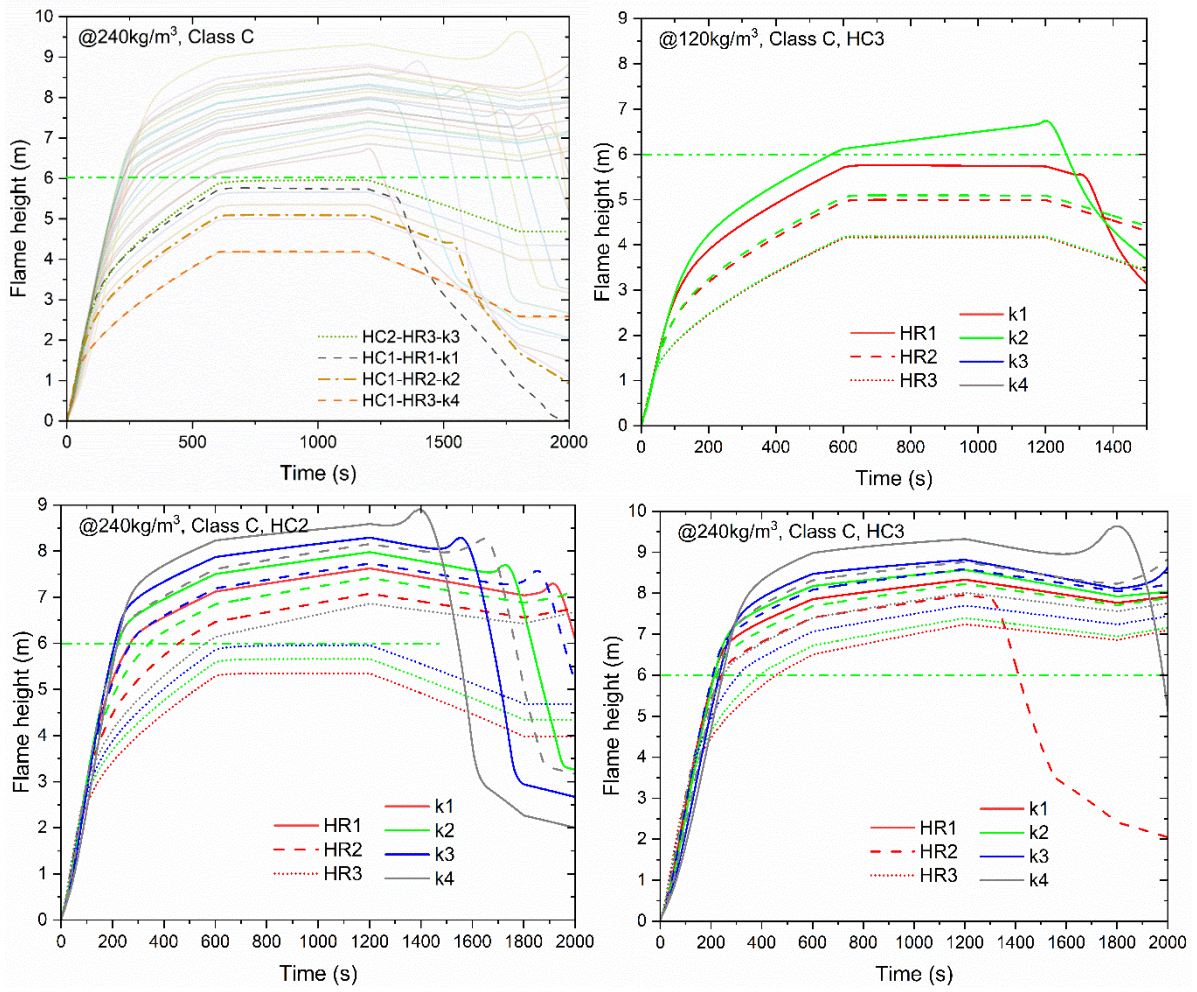 @240kg/m³, Class C
Flame height (m)
10
9
8
7
6
5
4
3
2
1
0
HC2-HR3-k3
HC1-HR1-k1
HC1-HR2-k2
HC1-HR3-k4
0 500 1000 1500 2000
Time (s)
@120kg/m³, Class C, HC3
Flame height (m)
9
8
7
6
5
4
3
2
1
0
HR1
HR2
HR3
k1
k2
k3
k4
0 200 400 600 800 1000 1200 1400
Time (s)
@240kg/m³, Class C, HC2
Flame height (m)
9
8
7
6
5
4
3
2
1
0
HR1
HR2
HR3
k1
k2
k3
k4
0 200 400 600 800 1000 1200 1400 1600 1800 2000
Time (s)
@240kg/m³, Class C, HC3
Flame height (m)
10
9
8
7
6
5
4
3
2
1
0
HR1
HR2
HR3
k1
k2
k3
k4
0 200 400 600 800 1000 1200 1400 1600 1800 2000
Time (s)